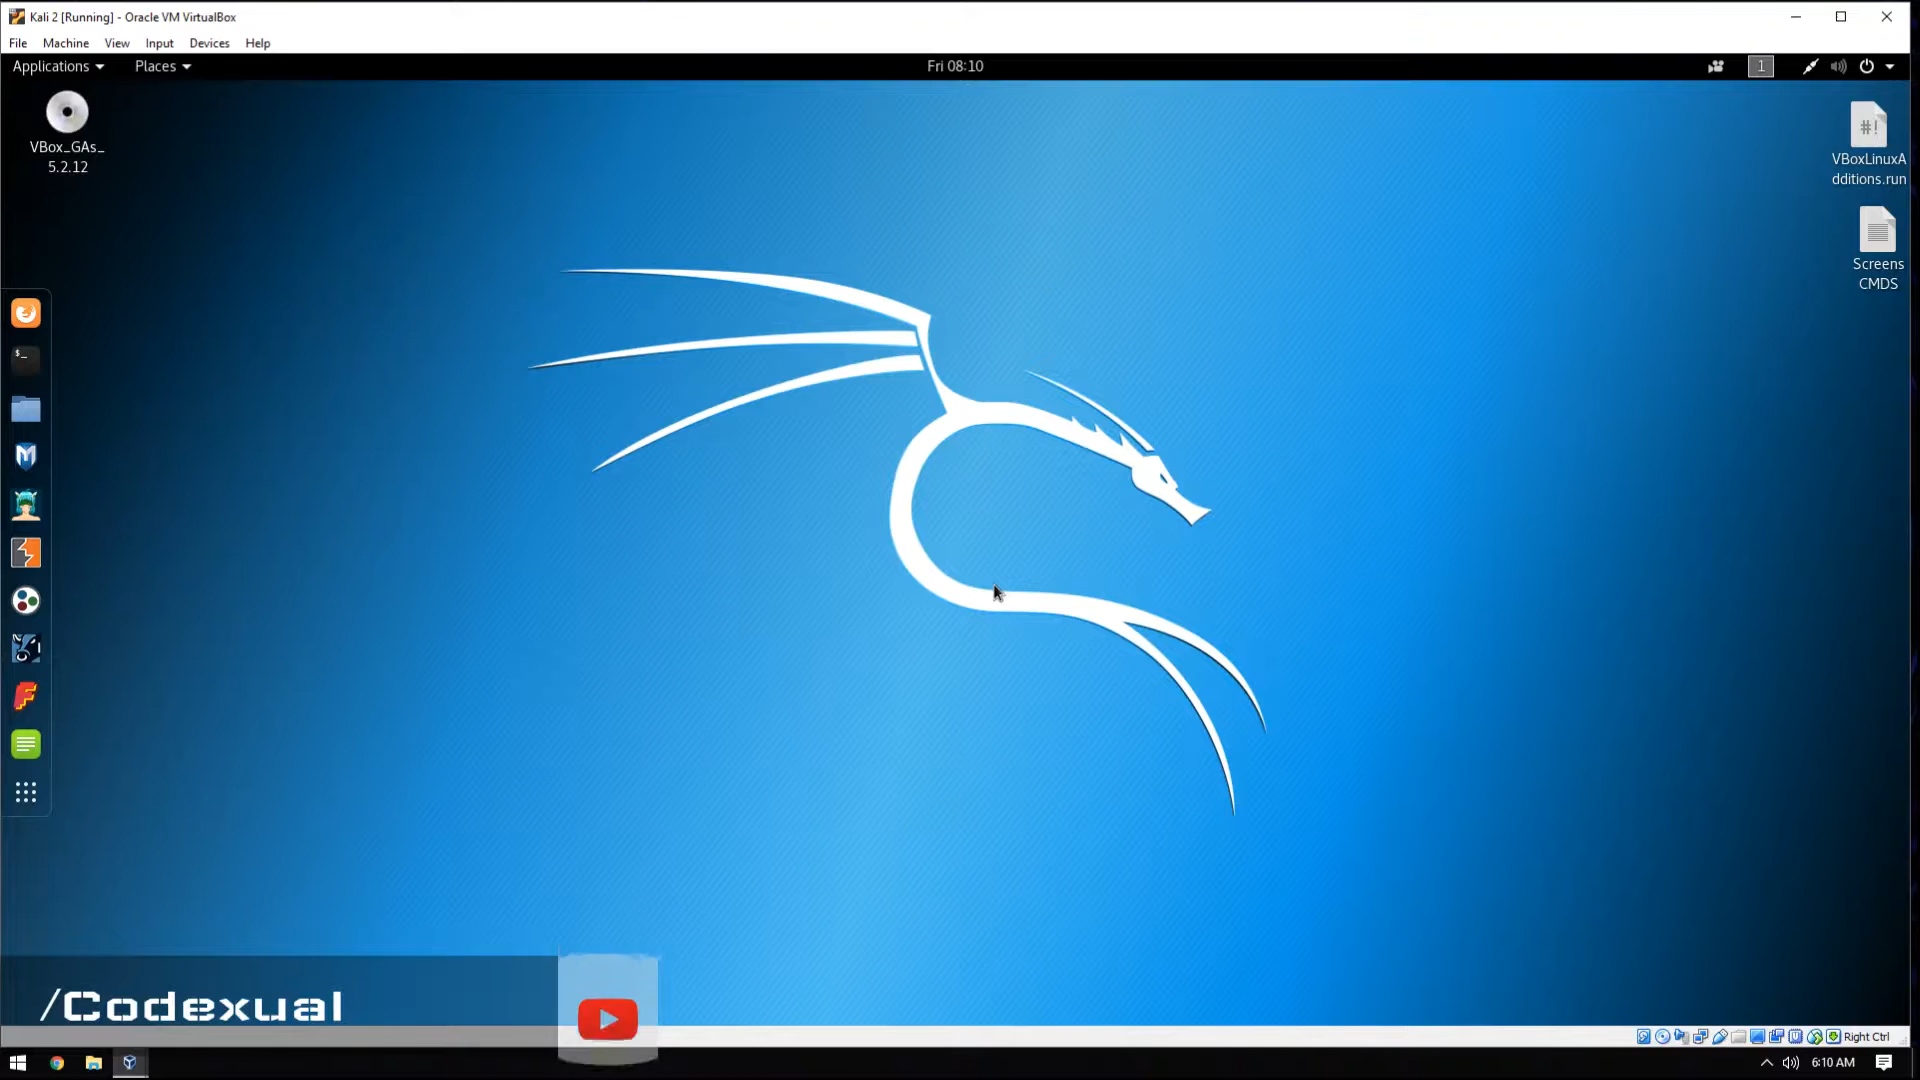 Kali 2 [Running] - Oracle VM VirtualBox
File Machine View Input Devices Help
Applications Places Fri 08:10 1
VBox_GAs_
5.2.12
#!
VBoxLinuxA
dditions.run
Screens
CMDS
$_
/Codexual
Right Ctrl
6:10 AM